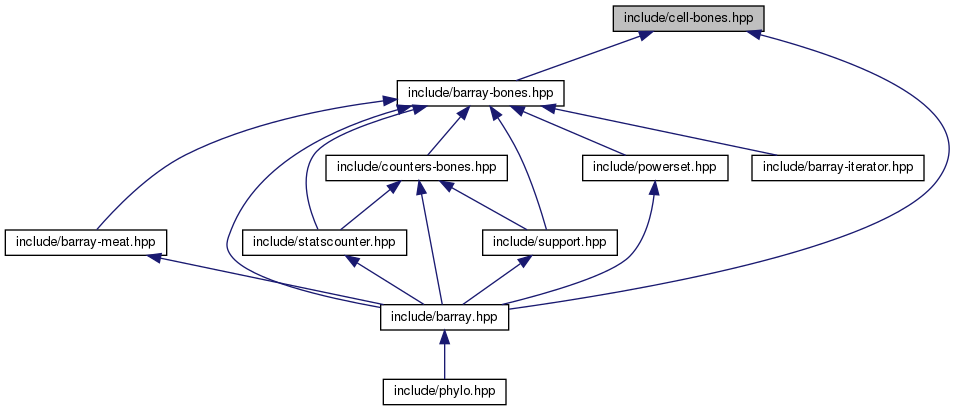 include/cell-bones.hpp
include/barray-bones.hpp
include/counters-bones.hpp
include/powerset.hpp
include/barray-iterator.hpp
include/barray-meat.hpp
include/statscounter.hpp
include/support.hpp
include/barray.hpp
include/phylo.hpp